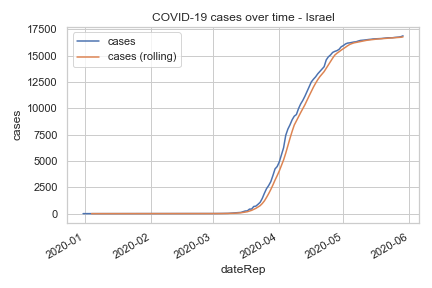 COVID-19 cases over time - Israel
cases
cases (rolling)
17500
15000
12500
10000
7500
5000
2500
0
cases
2020-01
2020-02
2020-03
2020-04
2020-05
2020-06
dateRep